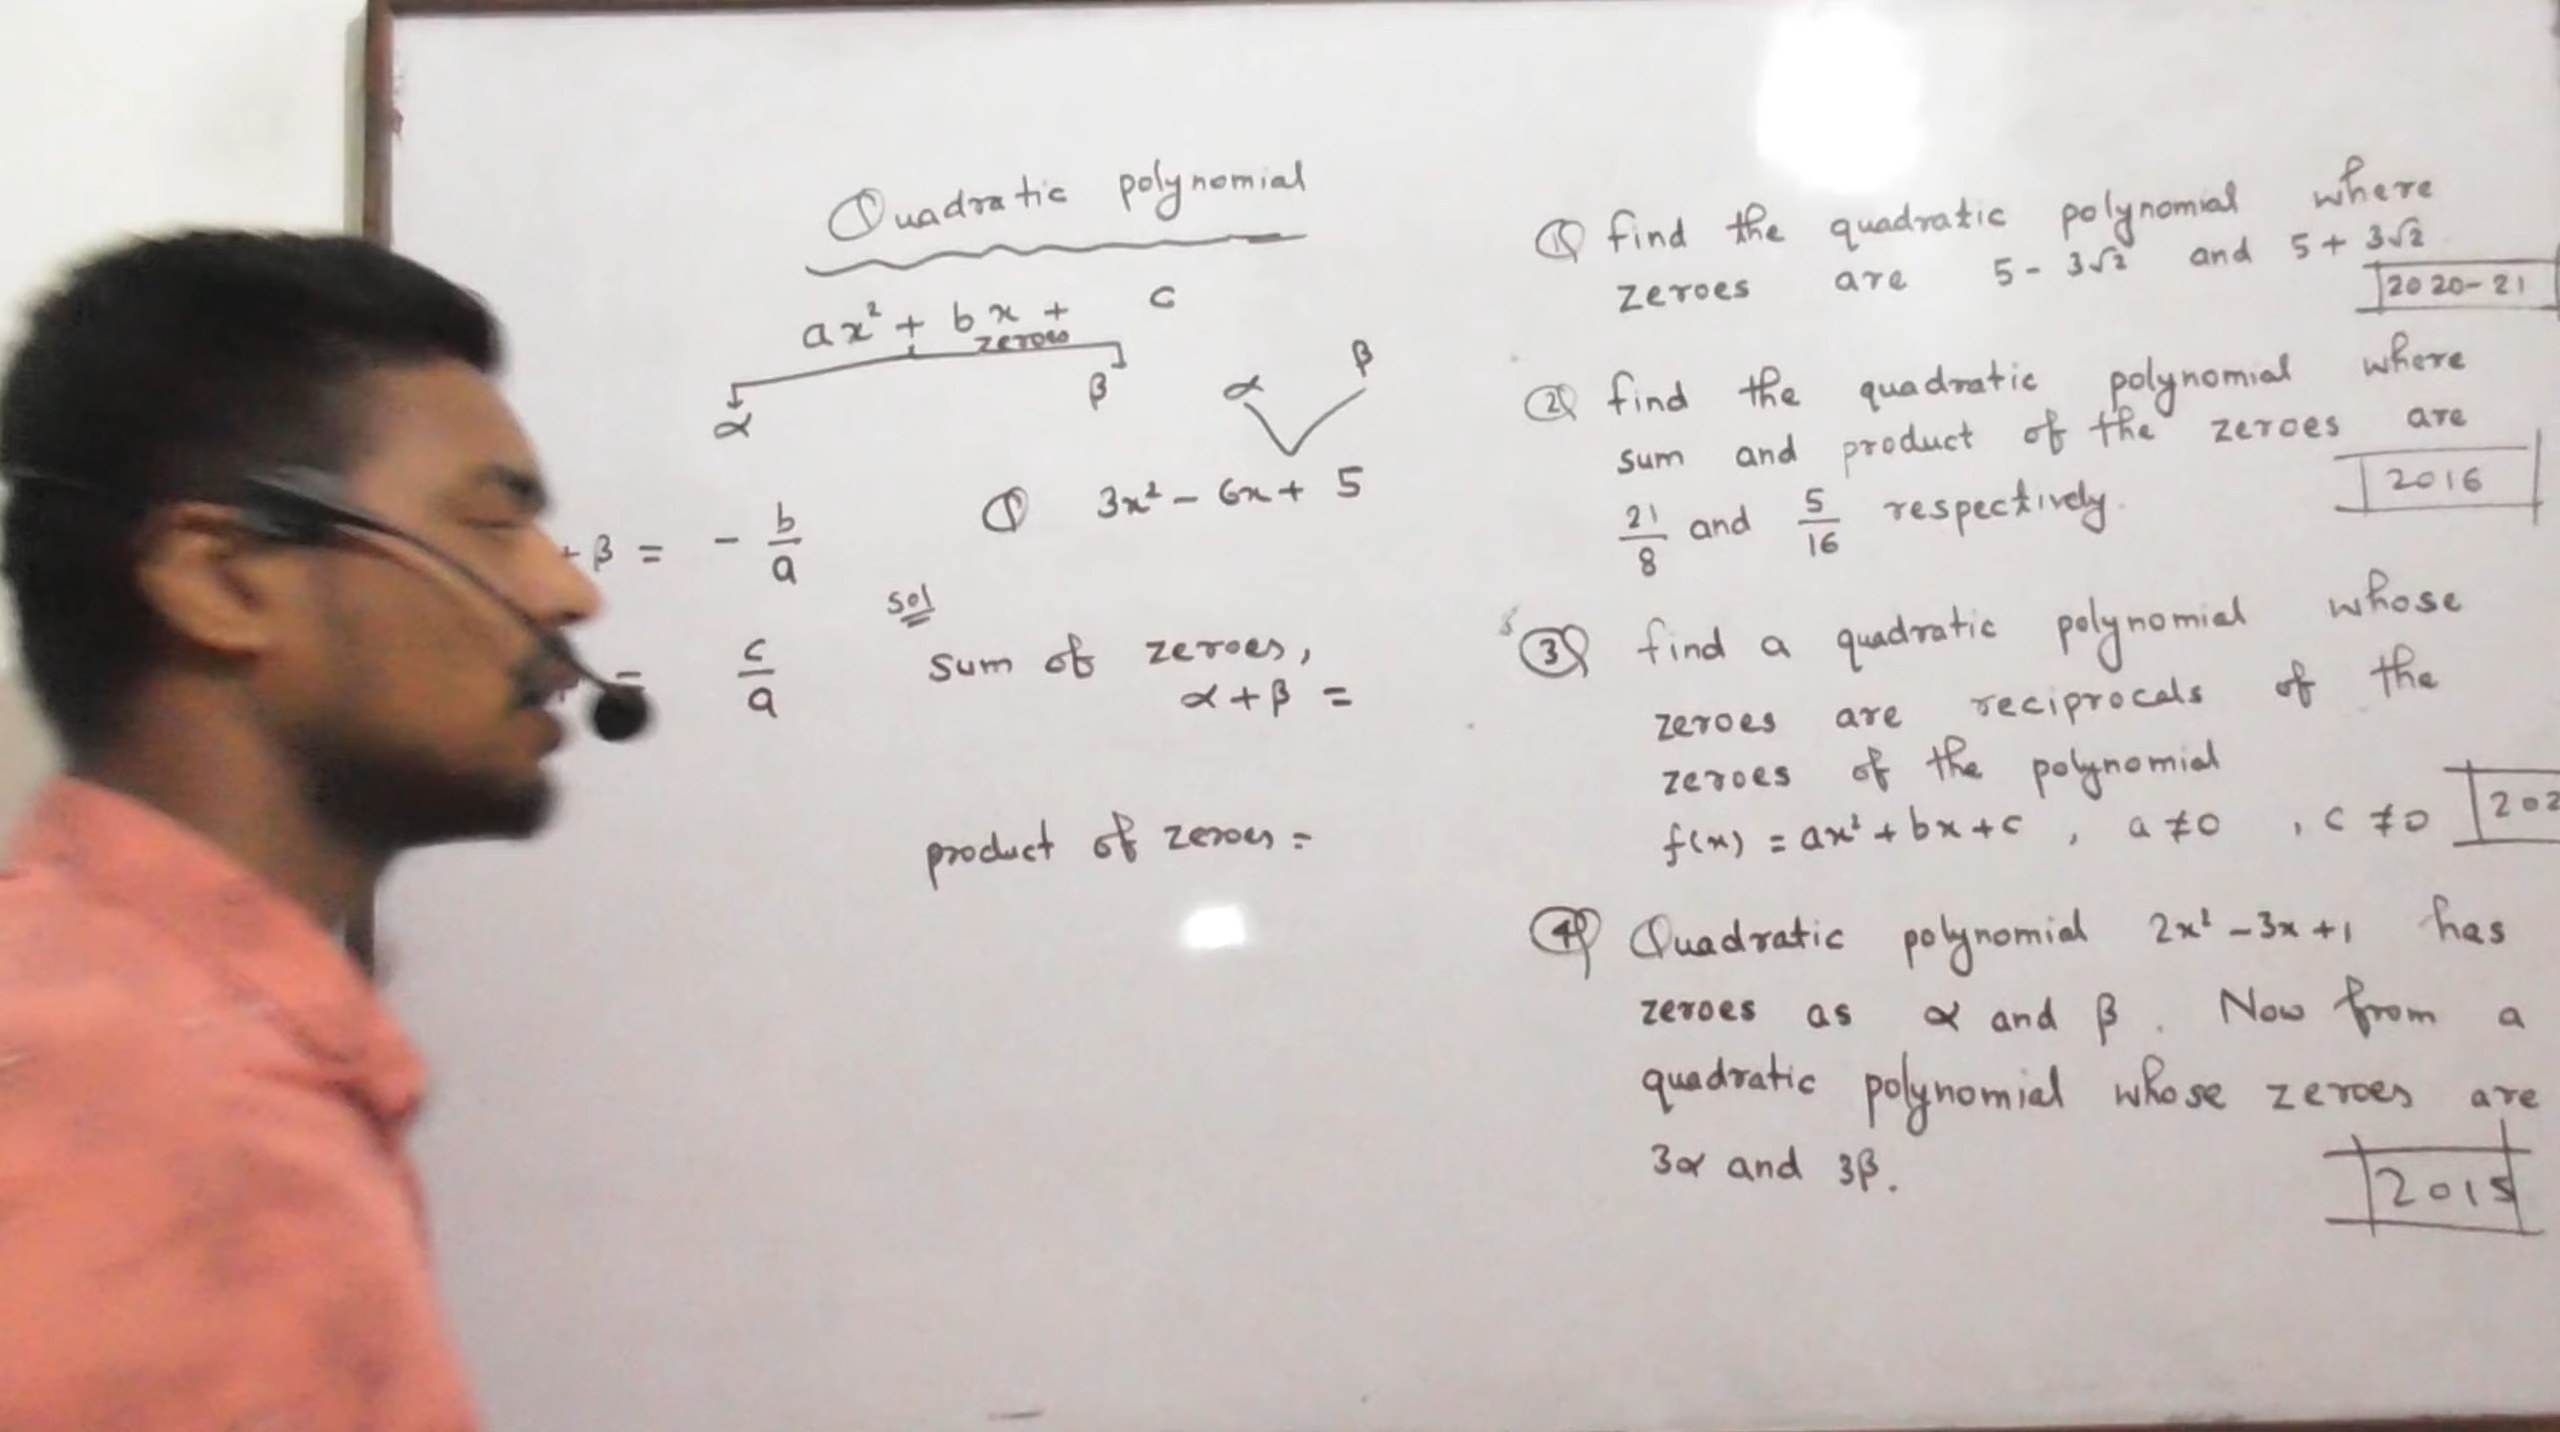 Quadratic polynomial
ax² + bx + c
zeroes
α β
+ β = - b/a
= c/a
α β
① 3x² - 6x + 5
Sol
sum of zeroes,
α + β =
product of zeroes =
① find the quadratic polynomial where
zeroes are 5 - 3√2 and 5 + 3√2
2020-21
② find the quadratic polynomial where
sum and product of the zeroes are
21/8 and 5/16 respectively.
2016
③ find a quadratic polynomial whose
zeroes are reciprocals of the
zeroes of the polynomial
f(x) = ax² + bx + c , a ≠ 0 , c ≠ 0
202
④ Quadratic polynomial 2x² - 3x + 1 has
zeroes as α and β. Now from a
quadratic polynomial whose zeroes are
3α and 3β.
2015